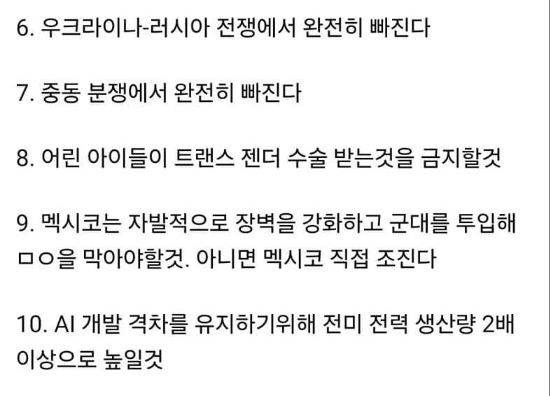 6. 우크라이나-러시아 전쟁에서 완전히 빠진다
7. 중동 분쟁에서 완전히 빠진다
8. 어린 아이들이 트랜스 젠더 수술 받는것을 금지할것
9. 멕시코는 자발적으로 장벽을 강화하고 군대를 투입해
ㅁㅇ을 막아야할것. 아니면 멕시코 직접 조진다
10. AI 개발 격차를 유지하기위해 전미 전력 생산량 2배
이상으로 높일것